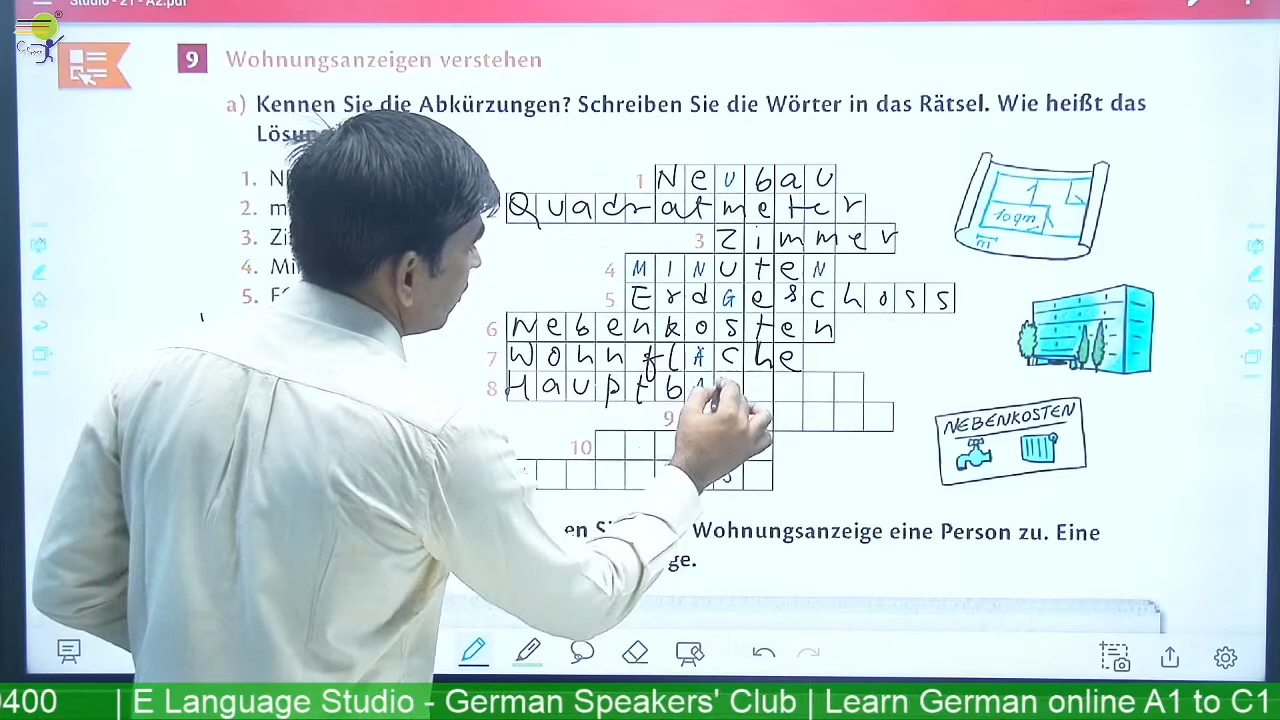 Studio - 21 - A2.pdf
9 Wohnungsanzeigen verstehen
a) Kennen Sie die Abkürzungen? Schreiben Sie die Wörter in das Rätsel. Wie heißt das
1.
2. m
3. Zi
4. Mi
5.
1 Neubau
Quadratmeter
3 Zimmer
4 MINUTEN
5 ErdGeschoss
6 Nebenkosten
7 WohnflÄche
8 Hauptb
9
10
10qm
NEBENKOSTEN
Wohnungsanzeige eine Person zu. Eine
ge.
0400 | E Language Studio - German Speakers' Club | Learn German online A1 to C1